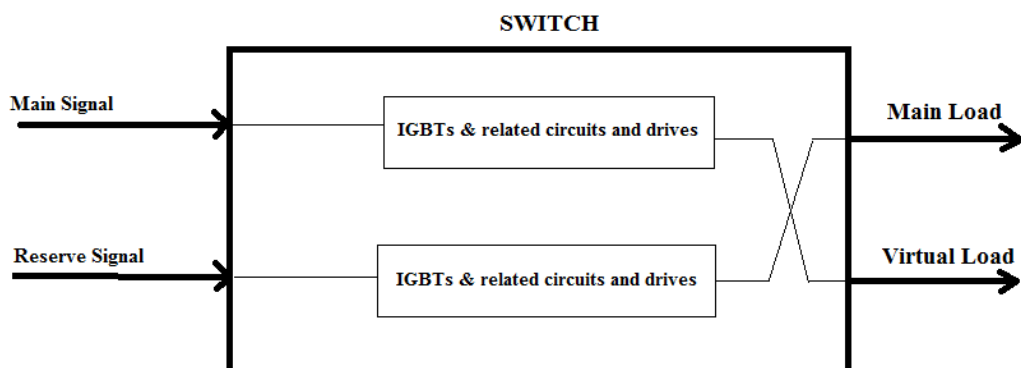 SWITCH
Main Signal
IGBTs & related circuits and drives
Main Load
Reserve Signal
IGBTs & related circuits and drives
Virtual Load